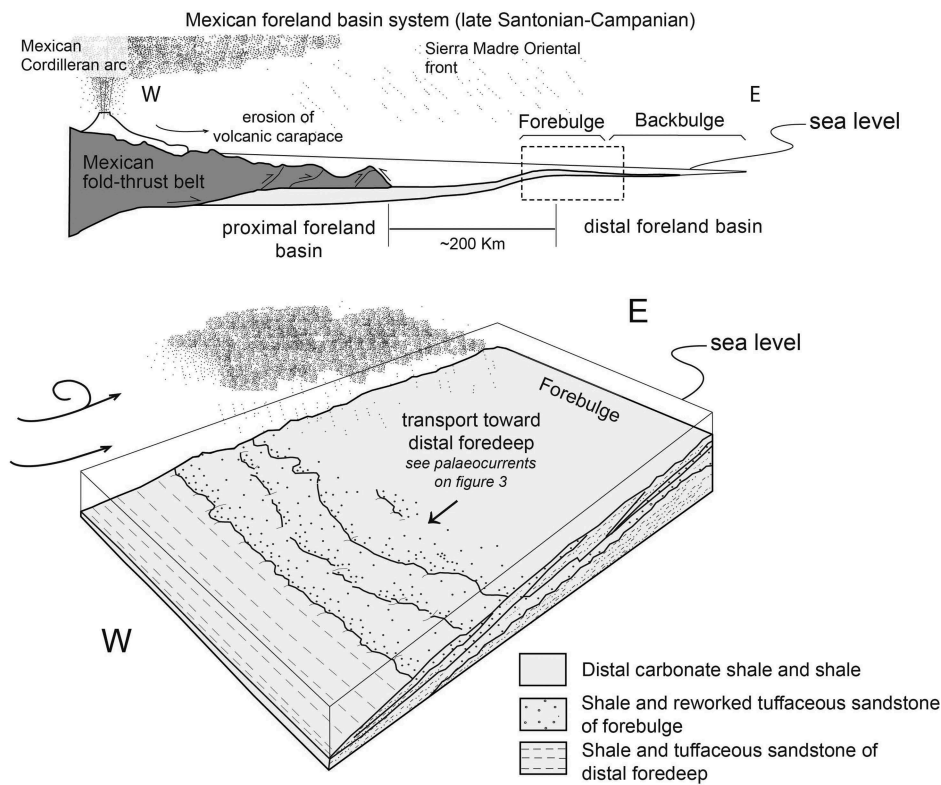 Mexican foreland basin system (late Santonian-Campanian)
Mexican
Cordilleran arc
Sierra Madre Oriental
front
W
E
erosion of
volcanic carapace
Forebulge
Backbulge
sea level
Mexican
fold-thrust belt
proximal foreland
basin
~200 Km
distal foreland basin
E
sea level
Forebulge
transport toward
distal foredeep
see palaeocurrents
on figure 3
W
Distal carbonate shale and shale
Shale and reworked tuffaceous sandstone
of forebulge
Shale and tuffaceous sandstone of
distal foredeep